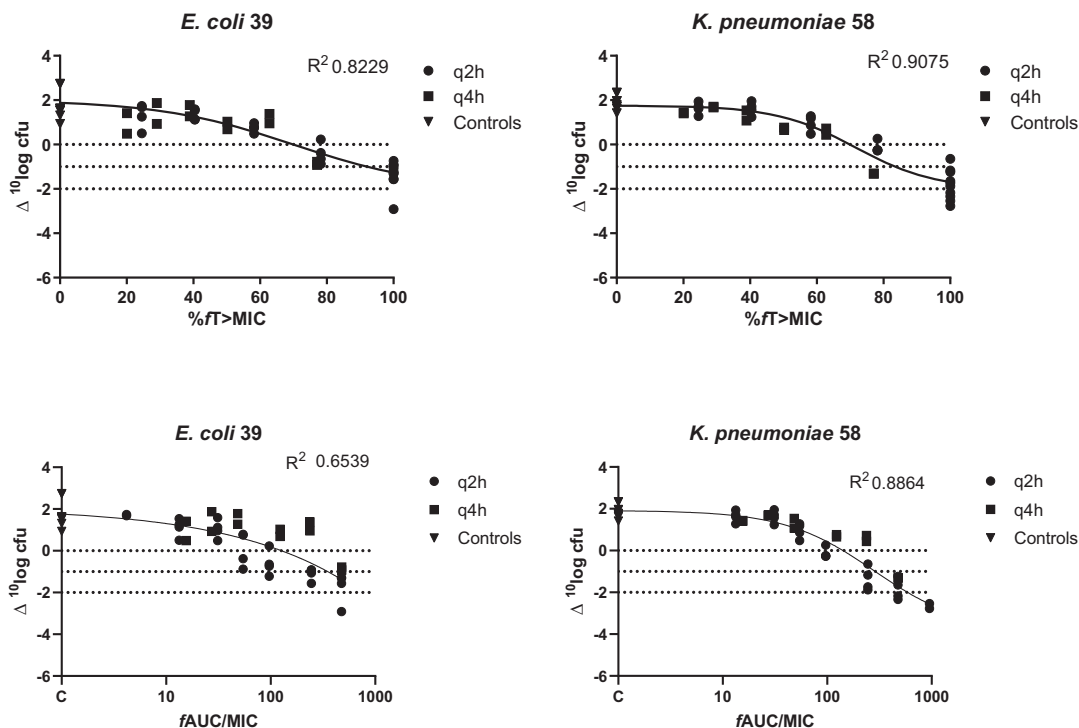 E. coli 39
K. pneumoniae 58
R² 0.8229
R² 0.9075
q2h
q4h
Controls
q2h
q4h
Controls
4
2
0
-2
-4
-6
Δ ¹⁰log cfu
0 20 40 60 80 100
%fT>MIC
4
2
0
-2
-4
-6
Δ ¹⁰log cfu
0 20 40 60 80 100
%fT>MIC
E. coli 39
K. pneumoniae 58
R² 0.6539
R² 0.8864
q2h
q4h
Controls
q2h
q4h
Controls
4
2
0
-2
-4
-6
Δ ¹⁰log cfu
C 10 100 1000
fAUC/MIC
4
2
0
-2
-4
-6
Δ ¹⁰log cfu
C 10 100 1000
fAUC/MIC